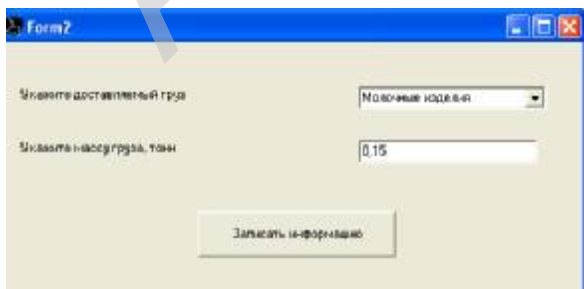 Form2
Укажите доставляемый груз
Молочные изделия
Укажите массу груза, тонн
0,15
Записать информацию